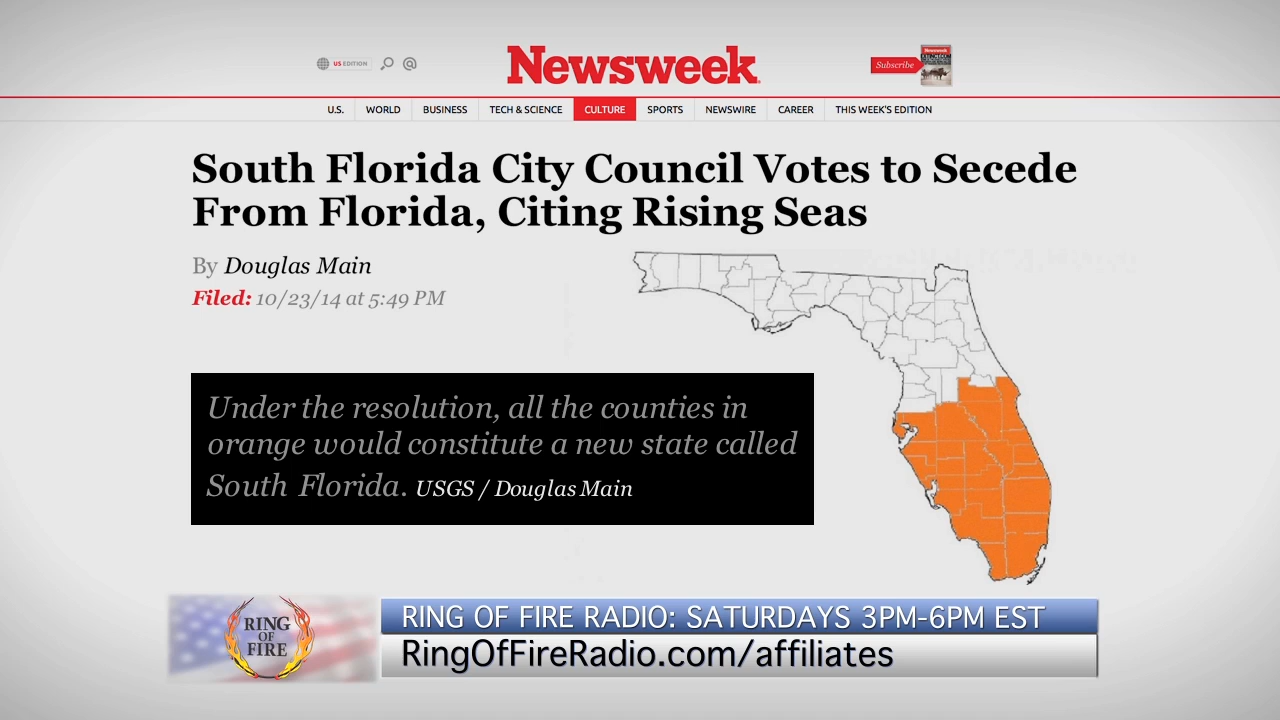 US EDITION
Newsweek
Subscribe
U.S. WORLD BUSINESS TECH & SCIENCE CULTURE SPORTS NEWSWIRE CAREER THIS WEEK'S EDITION
South Florida City Council Votes to Secede
From Florida, Citing Rising Seas
By Douglas Main
Filed: 10/23/14 at 5:49 PM
Under the resolution, all the counties in
orange would constitute a new state called
South Florida. USGS / Douglas Main
RING
OF
FIRE
RING OF FIRE RADIO: SATURDAYS 3PM-6PM EST
RingOfFireRadio.com/affiliates